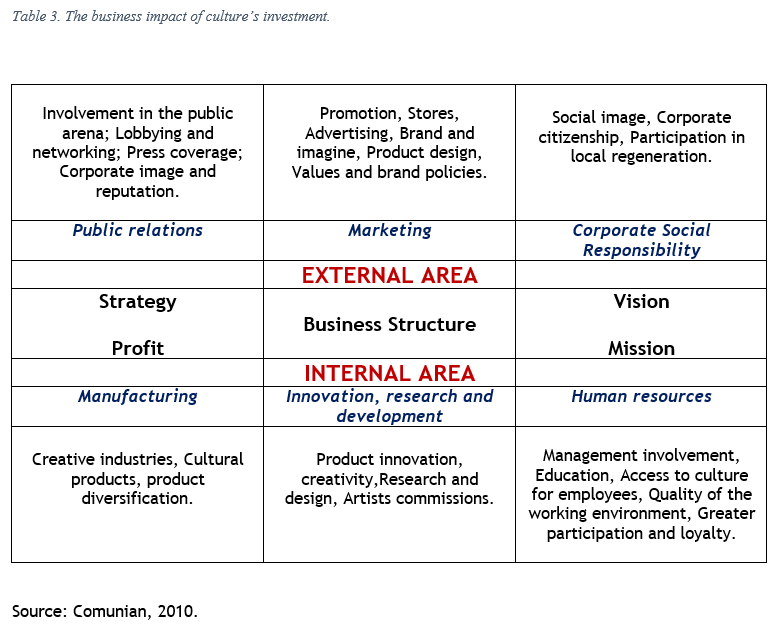 Table 3. The business impact of culture’s investment.
Involvement in the public
arena; Lobbying and
networking; Press coverage;
Corporate image and
reputation.
Promotion, Stores,
Advertising, Brand and
imagine, Product design,
Values and brand policies.
Social image, Corporate
citizenship, Participation in
local regeneration.
Public relations
Marketing
Corporate Social
Responsibility
EXTERNAL AREA
Strategy
Profit
Business Structure
Vision
Mission
INTERNAL AREA
Manufacturing
Innovation, research and
development
Human resources
Creative industries, Cultural
products, product
diversification.
Product innovation,
creativity,Research and
design, Artists commissions.
Management involvement,
Education, Access to culture
for employees, Quality of the
working environment, Greater
participation and loyalty.
Source: Comunian, 2010.